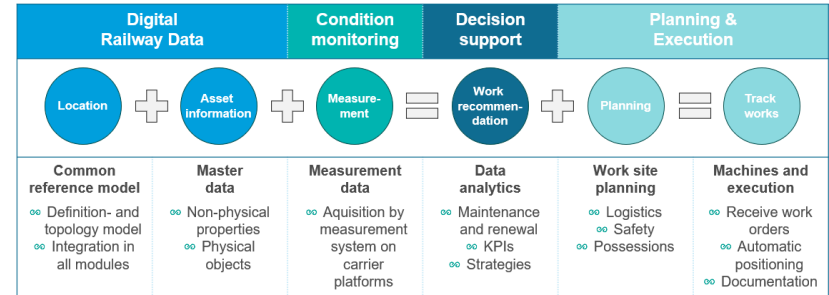 Digital
Railway Data
Condition
monitoring
Decision
support
Planning &
Execution
Location
Asset
information
Measure-
ment
Work
recommen-
dation
Planning
Track
works
Common
reference model
Definition- and
topology model
Integration in
all modules
Master
data
Non-physical
properties
Physical
objects
Measurement
data
Aquisition by
measurement
system on
carrier
platforms
Data
analytics
Maintenance
and renewal
KPIs
Strategies
Work site
planning
Logistics
Safety
Possessions
Machines and
execution
Receive work
orders
Automatic
positioning
Documentation